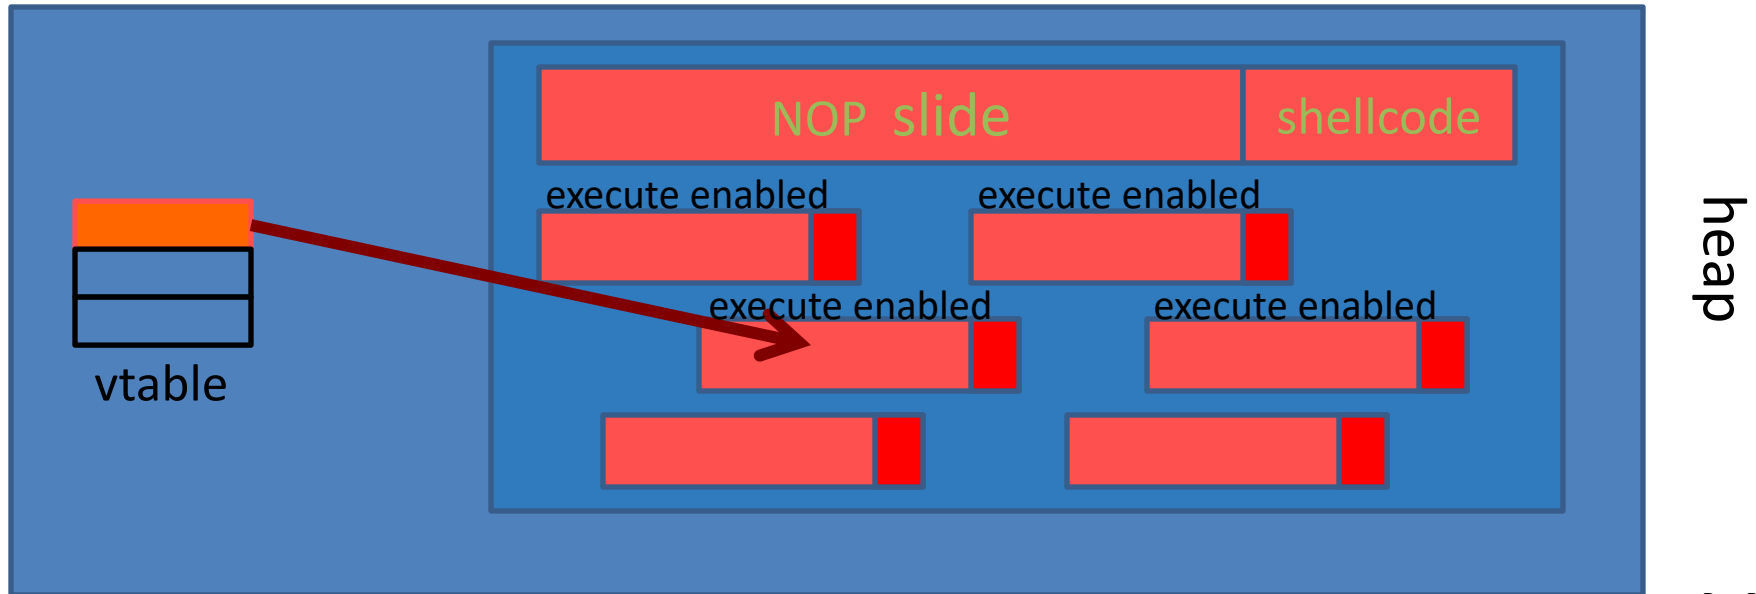 NOP slide
shellcode
execute enabled
execute enabled
execute enabled
execute enabled
vtable
heap